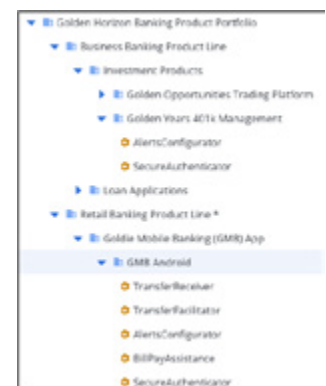 Golden Horizon Banking Product Portfolio
Business Banking Product Line
Investment Products
Golden Opportunities Trading Platform
Golden Years 401k Management
AlertsConfigurator
SecureAuthenticator
Loan Applications
Retail Banking Product Line *
Goldie Mobile Banking (GMB) App
GMB Android
TransferReceiver
TransferFacilitator
AlertsConfigurator
BillPayAssistance
SecureAuthenticator